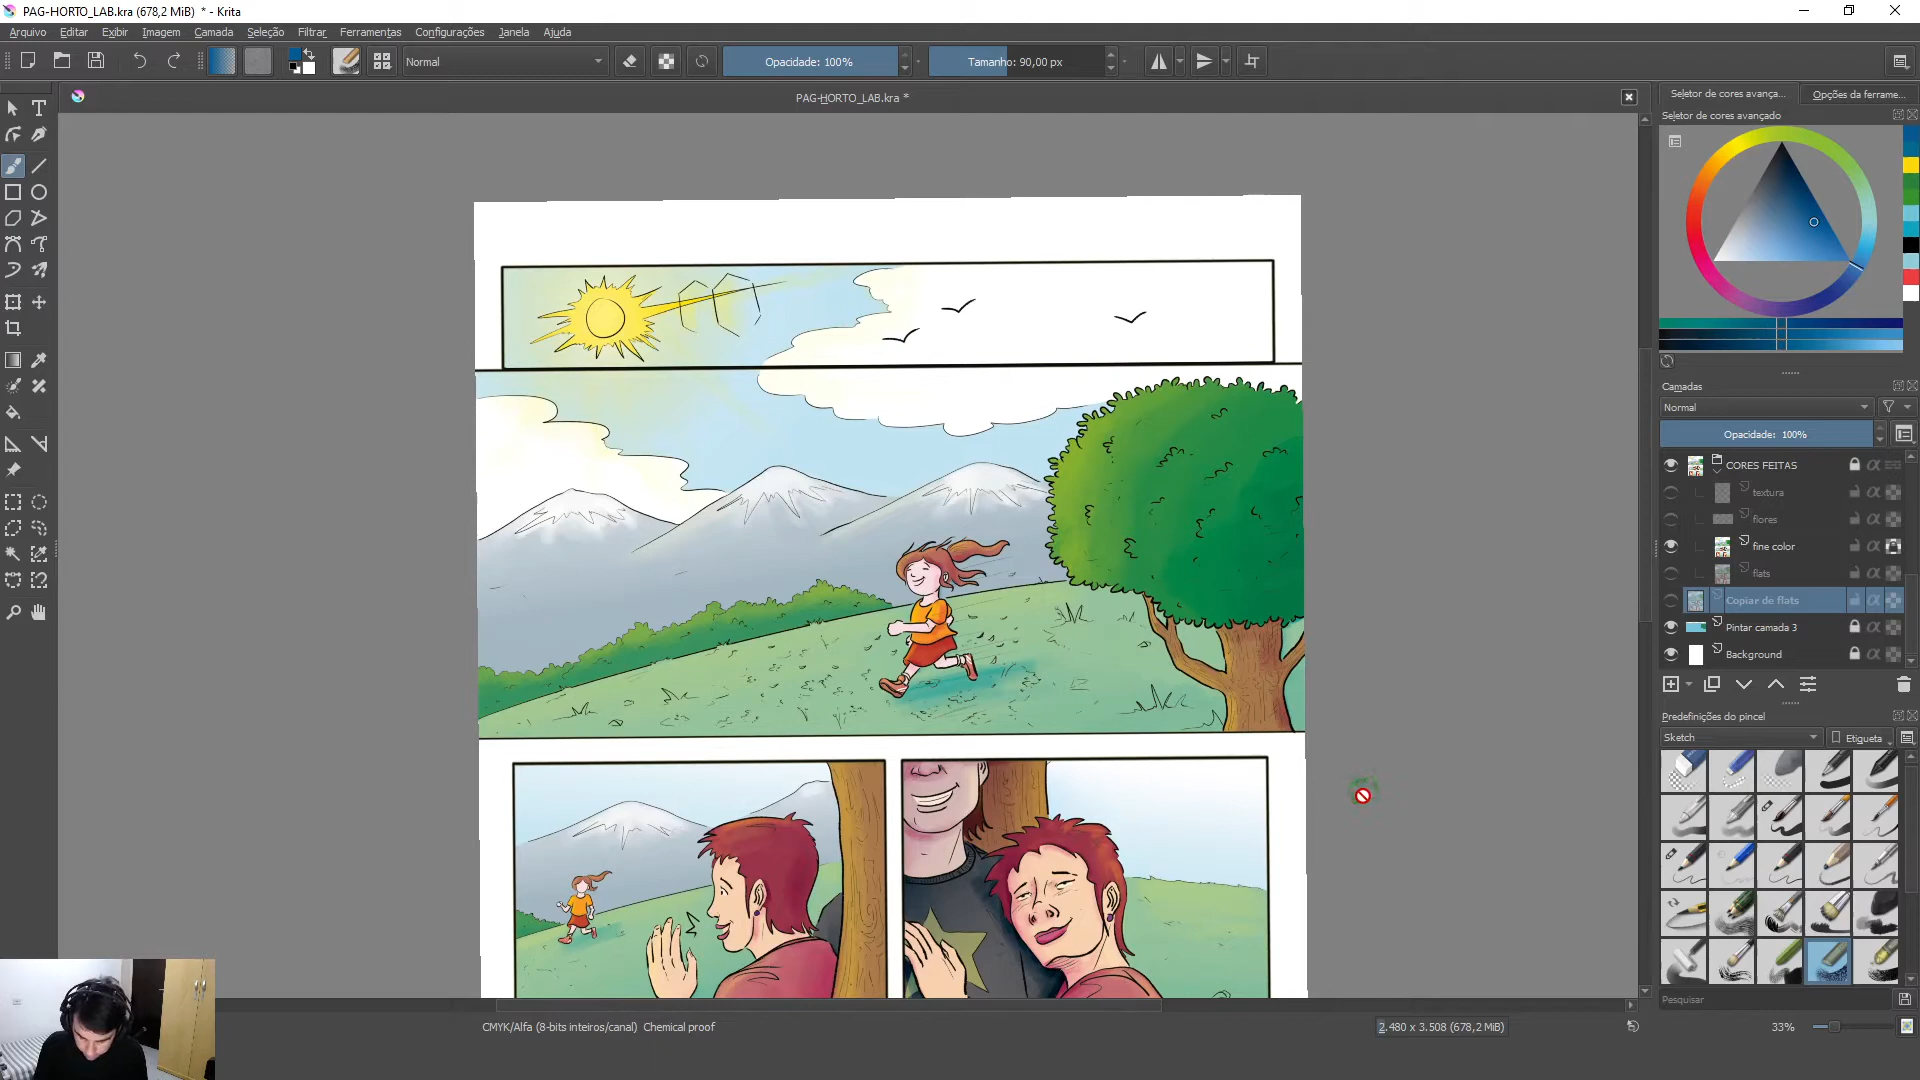 PAG-HORTO_LAB.kra (678,2 MiB) * - Krita
Arquivo Editar Exibir Imagem Camada Seleção Filtrar Ferramentas Configurações Janela Ajuda
Normal
Opacidade: 100%
Tamanho: 90,00 px
PAG-HORTO_LAB.kra *
Seletor de cores avança...
Opções da ferrame...
Seletor de cores avançado
Camadas
Normal
Opacidade: 100%
CORES FEITAS
textura
flores
fine color
flats
Copiar de flats
Pintar camada 3
Background
Predefinições do pincel
Sketch
Etiqueta
Pesquisar
CMYK/Alfa (8-bits inteiros/canal) Chemical proof
2.480 x 3.508 (678,2 MiB)
33%